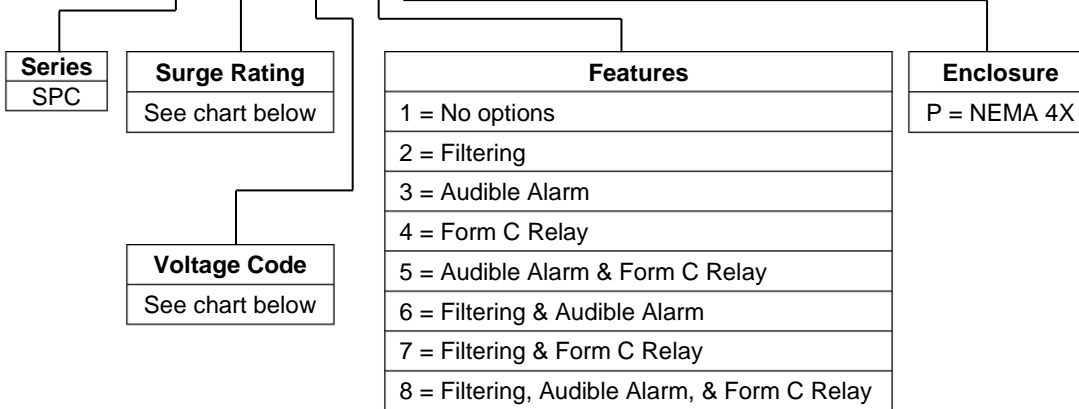 Series
SPC
Surge Rating
See chart below
Voltage Code
See chart below
Features
1 = No options
2 = Filtering
3 = Audible Alarm
4 = Form C Relay
5 = Audible Alarm & Form C Relay
6 = Filtering & Audible Alarm
7 = Filtering & Form C Relay
8 = Filtering, Audible Alarm, & Form C Relay
Enclosure
P = NEMA 4X